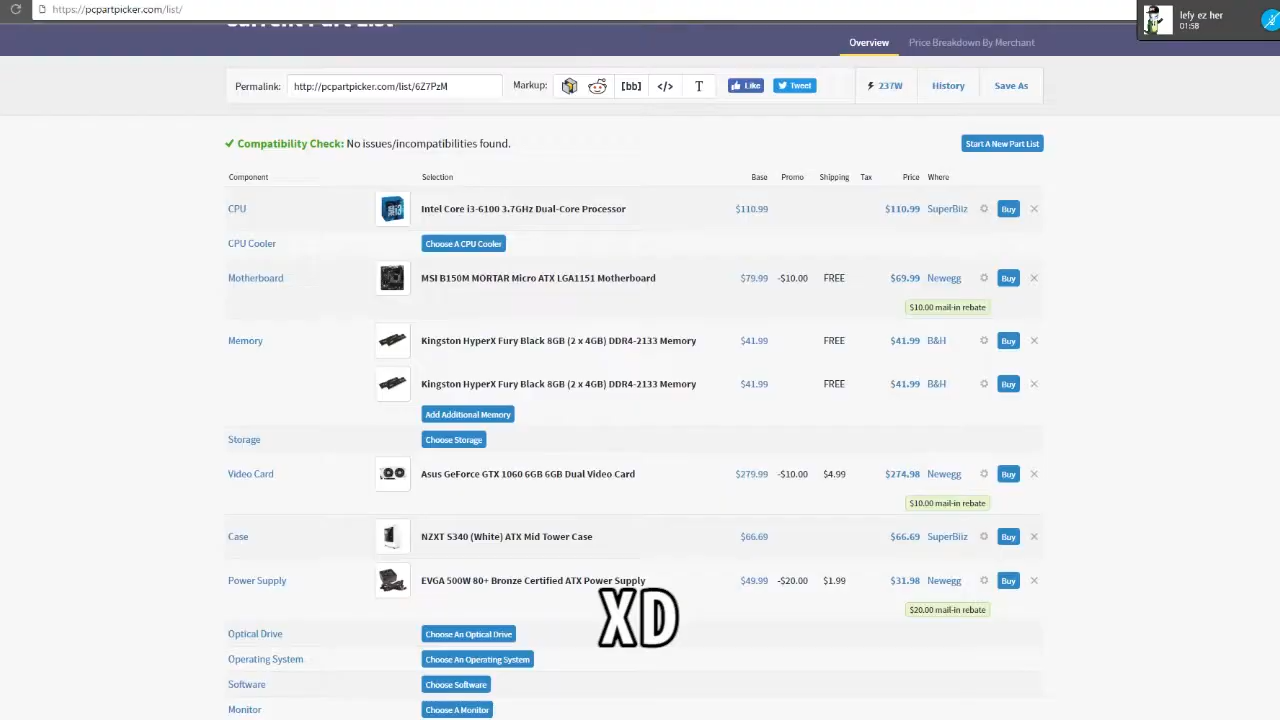 https://pcpartpicker.com/list/
lefy ez her
01:58
Current Part List
Overview Price Breakdown By Merchant
Permalink: http://pcpartpicker.com/list/6Z7PzM Markup: [bb] </> T Like Tweet 237W History Save As
Compatibility Check: No issues/incompatibilities found. Start A New Part List
Component Selection Base Promo Shipping Tax Price Where
CPU Intel Core i3-6100 3.7GHz Dual-Core Processor $110.99 $110.99 SuperBiiz Buy
CPU Cooler Choose A CPU Cooler
Motherboard MSI B150M MORTAR Micro ATX LGA1151 Motherboard $79.99 -$10.00 FREE $69.99 Newegg Buy
$10.00 mail-in rebate
Memory Kingston HyperX Fury Black 8GB (2 x 4GB) DDR4-2133 Memory $41.99 FREE $41.99 B&H Buy
Kingston HyperX Fury Black 8GB (2 x 4GB) DDR4-2133 Memory $41.99 FREE $41.99 B&H Buy
Add Additional Memory
Storage Choose Storage
Video Card Asus GeForce GTX 1060 6GB 6GB Dual Video Card $279.99 -$10.00 $4.99 $274.98 Newegg Buy
$10.00 mail-in rebate
Case NZXT S340 (White) ATX Mid Tower Case $66.69 $66.69 SuperBiiz Buy
Power Supply EVGA 500W 80+ Bronze Certified ATX Power Supply $49.99 -$20.00 $1.99 $31.98 Newegg Buy
$20.00 mail-in rebate
XD
Optical Drive Choose An Optical Drive
Operating System Choose An Operating System
Software Choose Software
Monitor Choose A Monitor